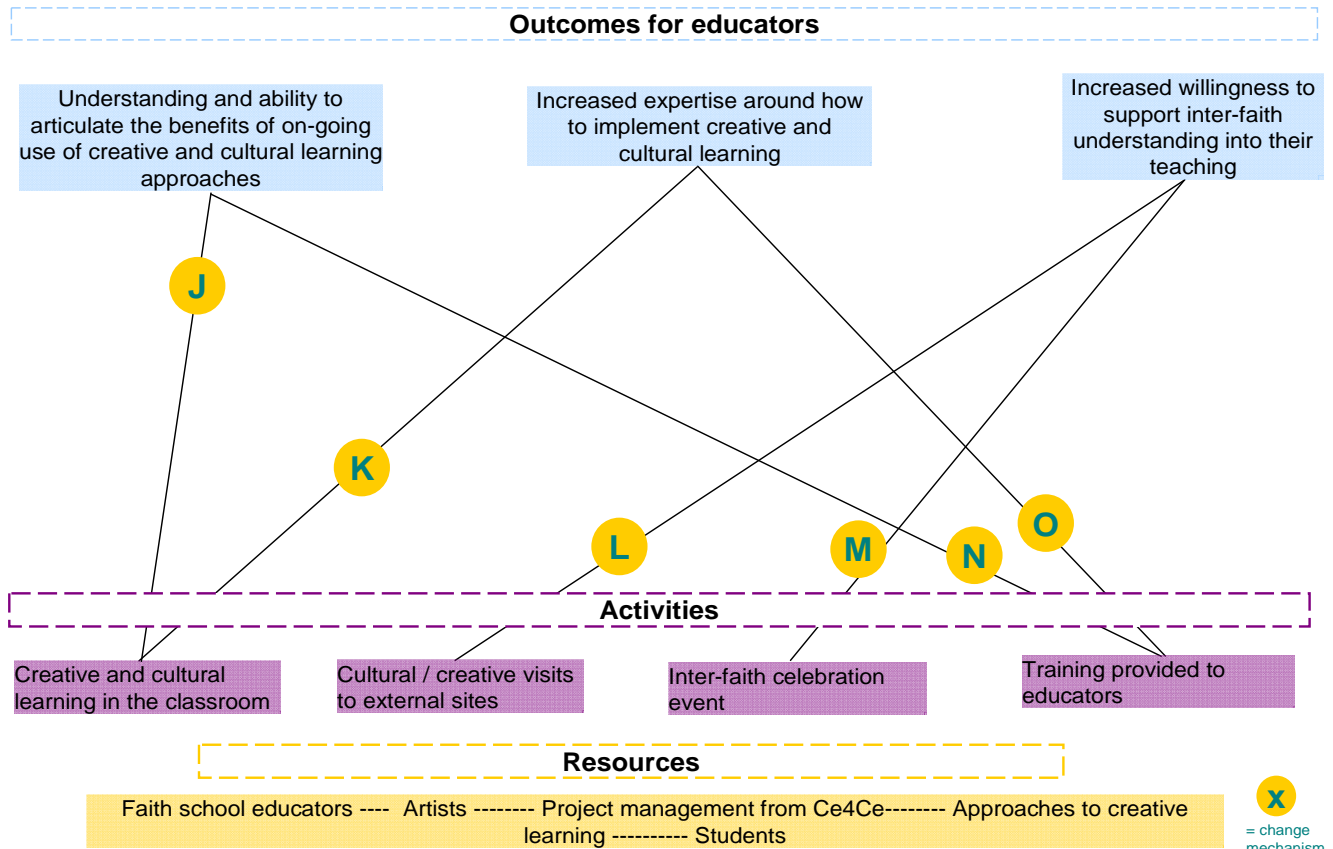 Outcomes for educators
Understanding and ability to
articulate the benefits of on-going
use of creative and cultural learning
approaches
Increased expertise around how
to implement creative and
cultural learning
Increased willingness to
support inter-faith
understanding into their
teaching
J
K
L
M
N
O
Activities
Creative and cultural
learning in the classroom
Cultural / creative visits
to external sites
Inter-faith celebration
event
Training provided to
educators
Resources
Faith school educators ---- Artists -------- Project management from Ce4Ce-------- Approaches to creative
learning ---------- Students
x
= change
mechanism